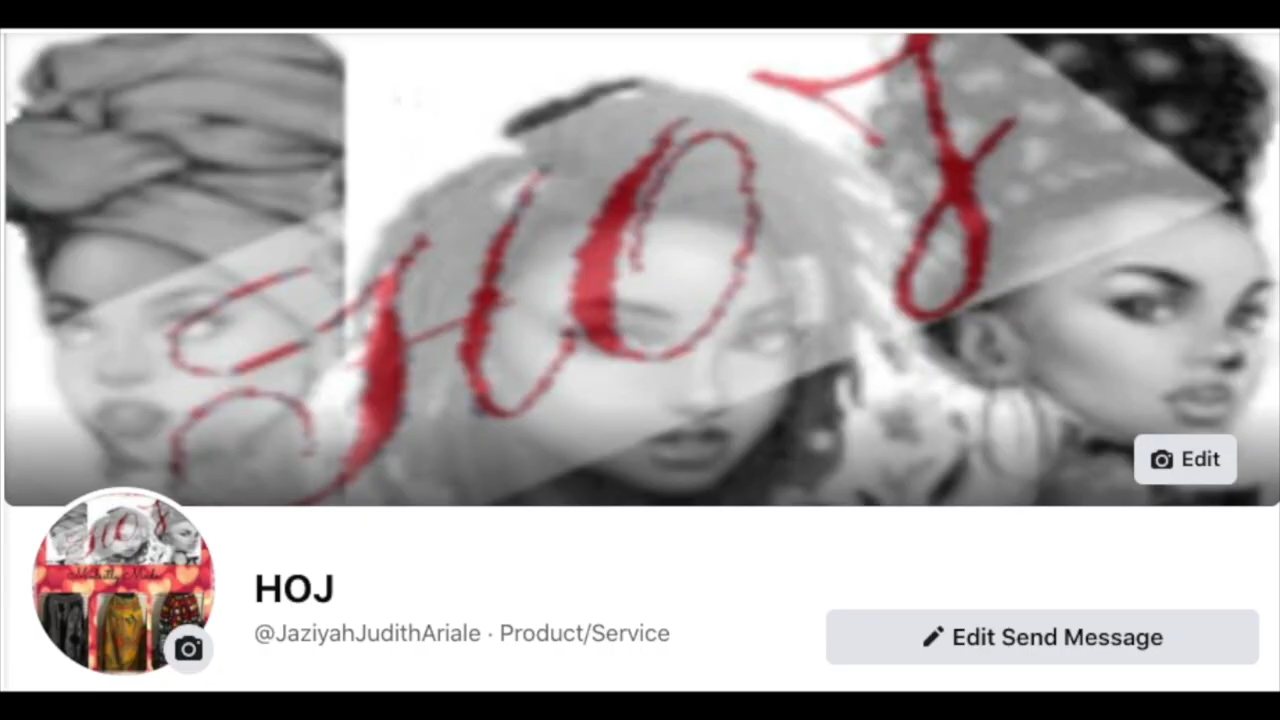 HOJ
Edit
HOJ
@JaziyahJudithAriale · Product/Service
Edit Send Message